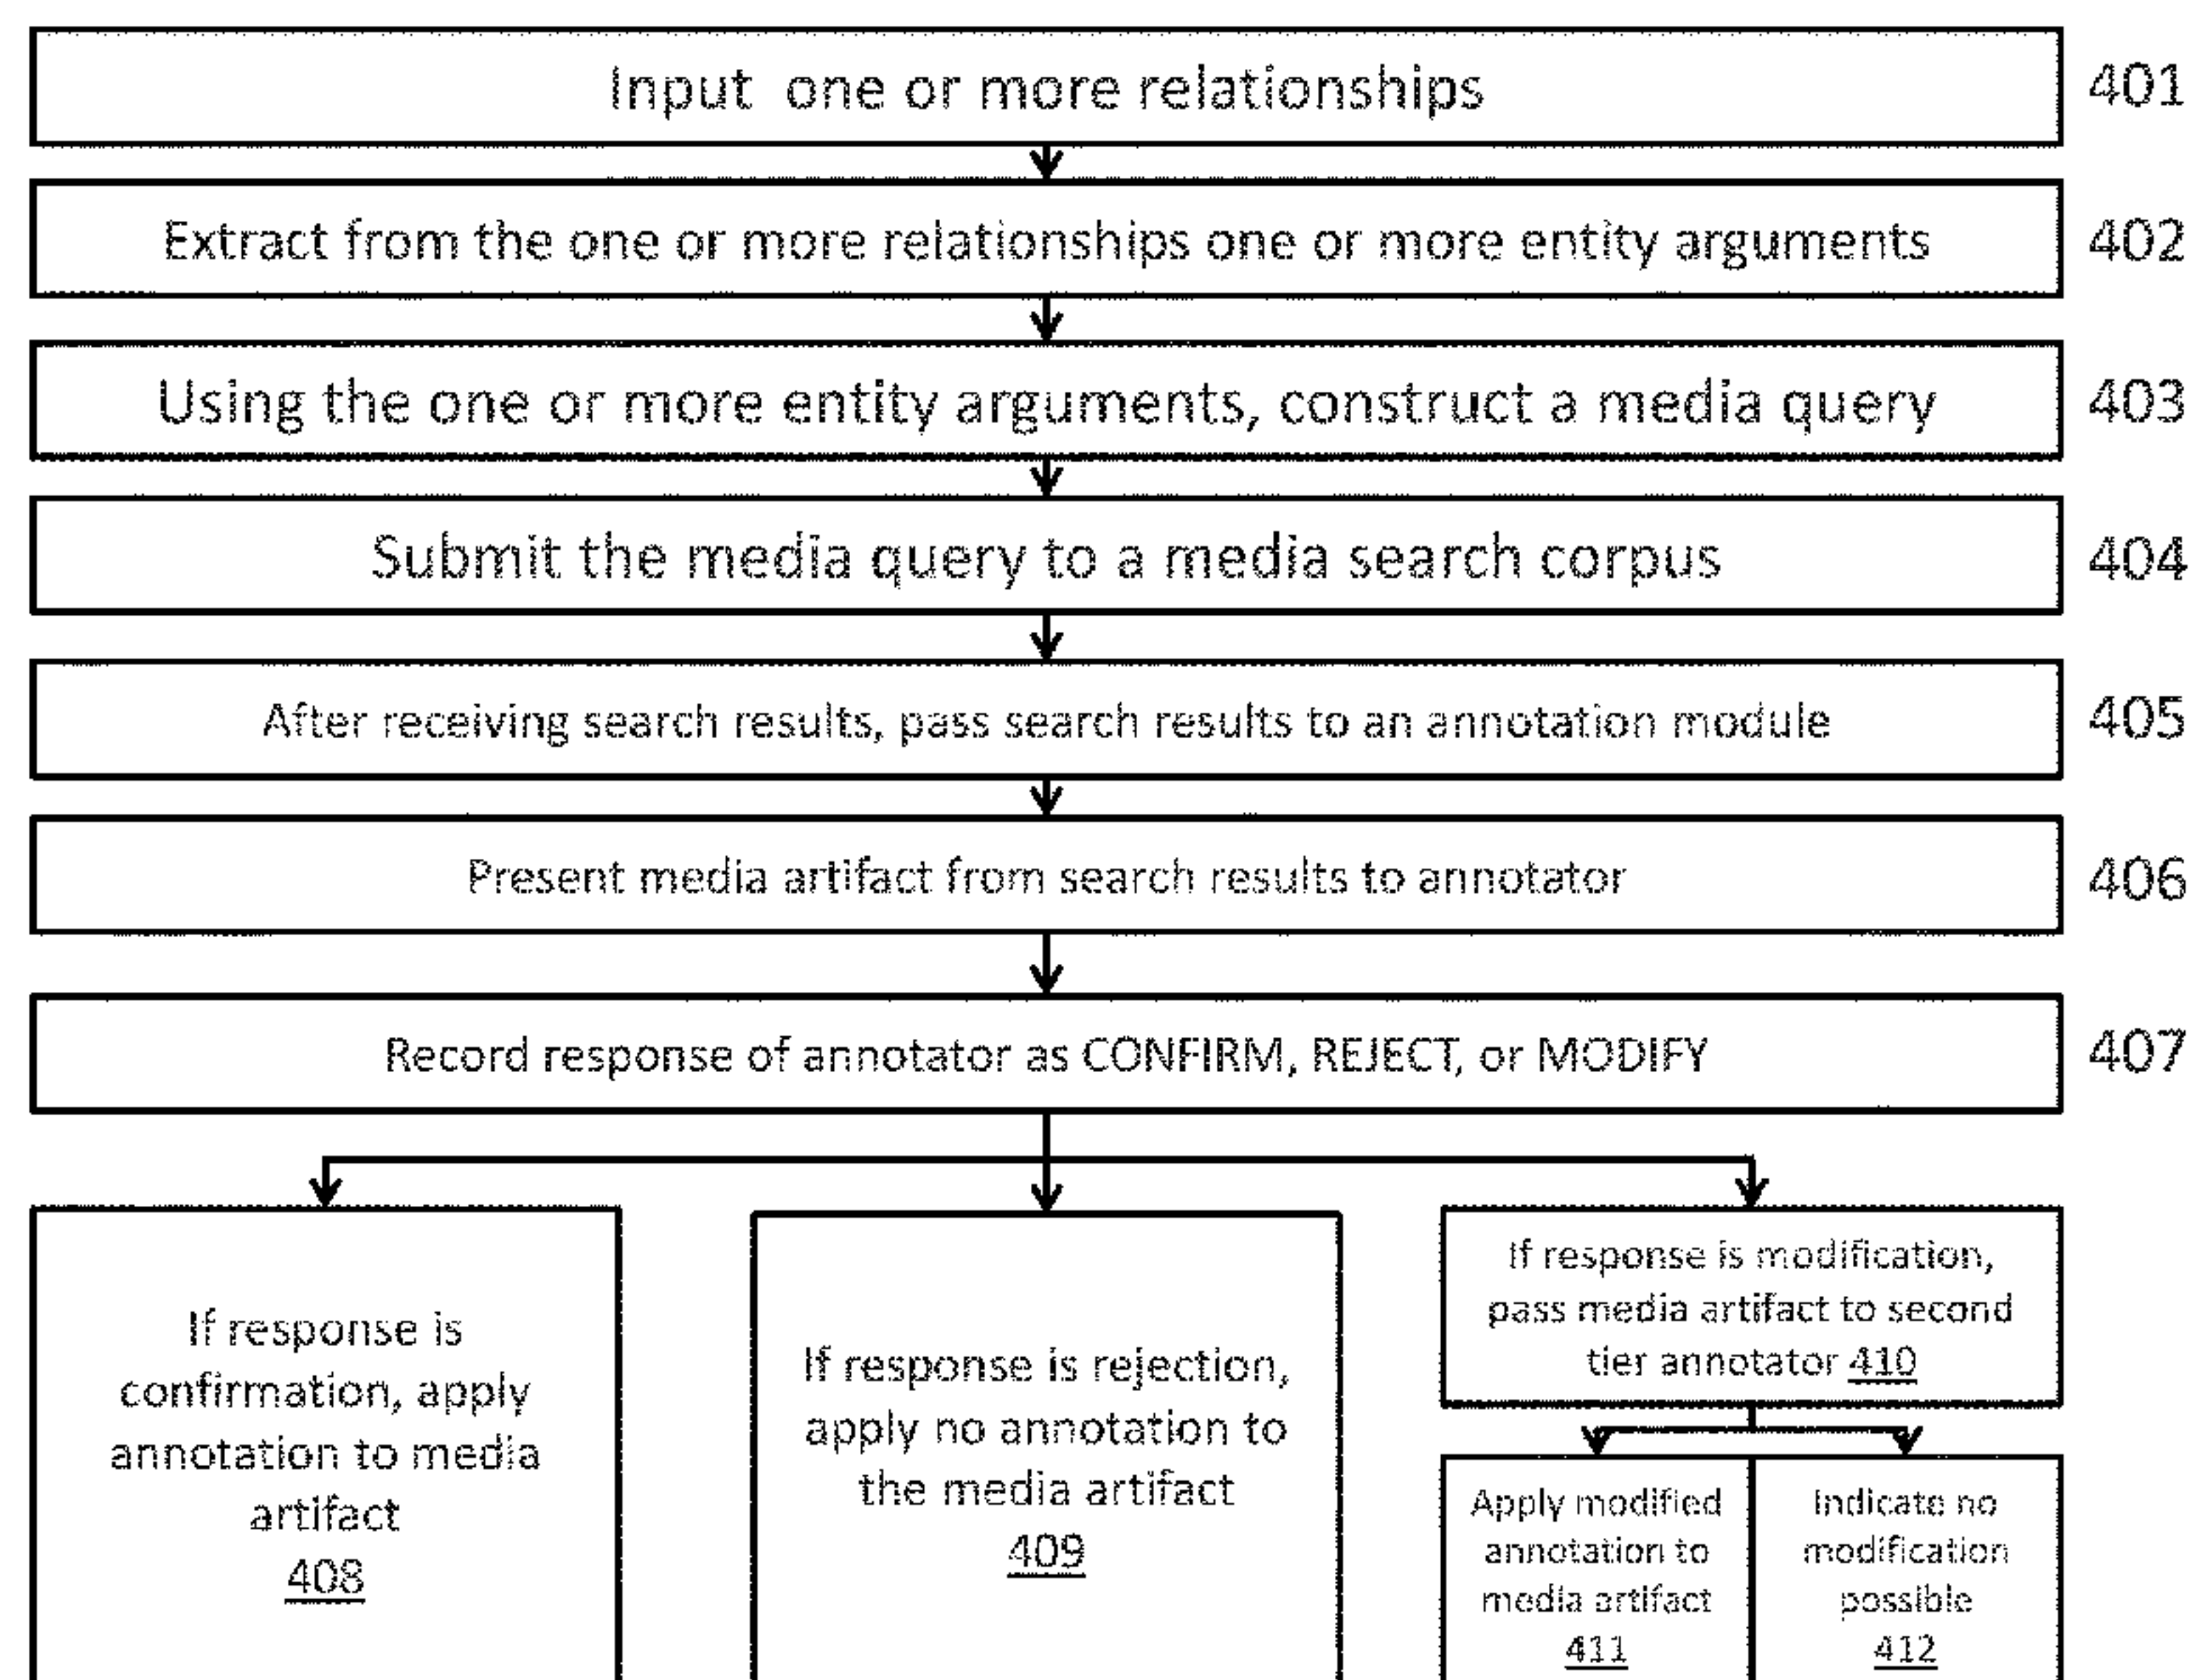 Input one or more relationships 401
Extract from the one or more relationships one or more entity arguments 402
Using the one or more entity arguments, construct a media query 403
Submit the media query to a media search corpus 404
After receiving search results, pass search results to an annotation module 405
Present media artifact from search results to annotator 406
Record response of annotator as CONFIRM, REJECT, or MODIFY 407
If response is
confirmation, apply
annotation to media
artifact
408
If response is rejection,
apply no annotation to
the media artifact
409
If response is modification,
pass media artifact to second
tier annotator 410
Apply modified
annotation to
media artifact
411
Indicate no
modification
possible
412